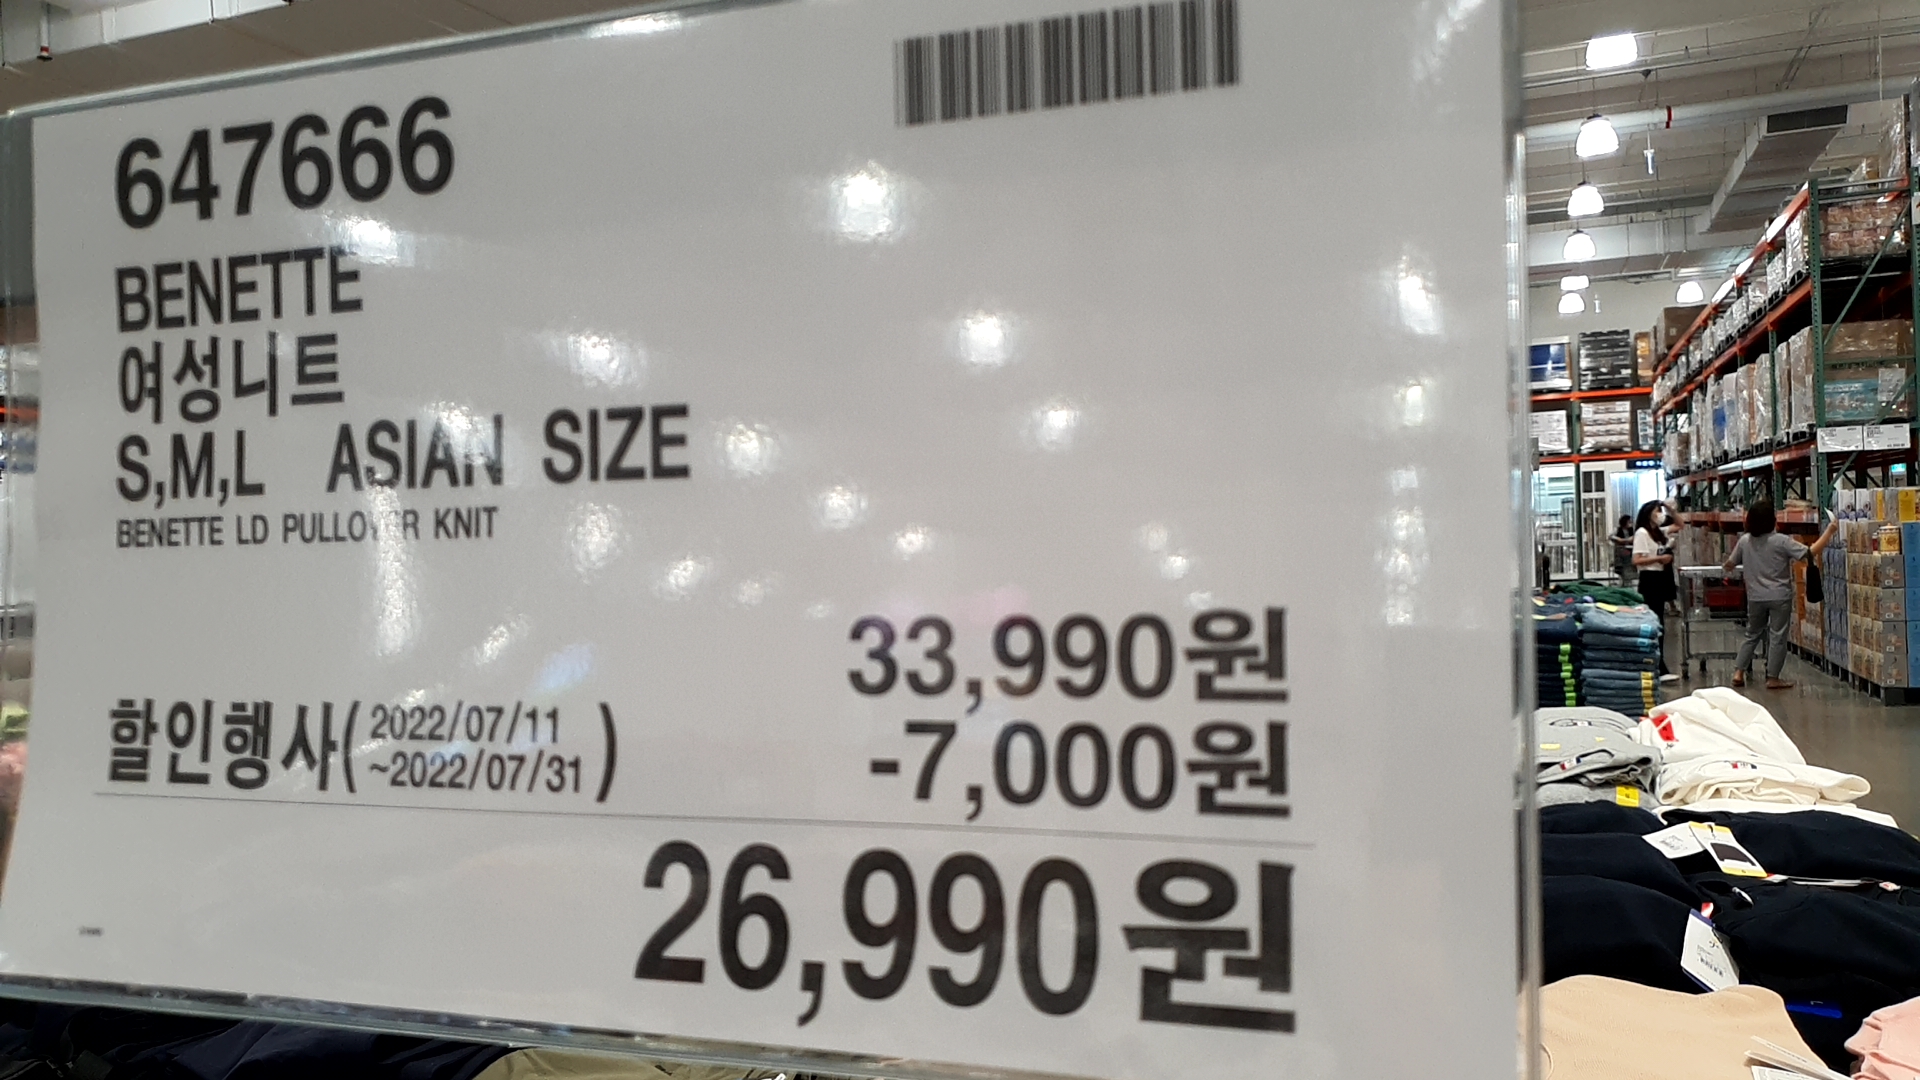 647666
BENETTE
여성니트
S,M,L ASIAN SIZE
BENETTE LD PULLOVER KNIT
33,990원
할인행사(2022/07/11
~2022/07/31)
-7,000원
26,990원